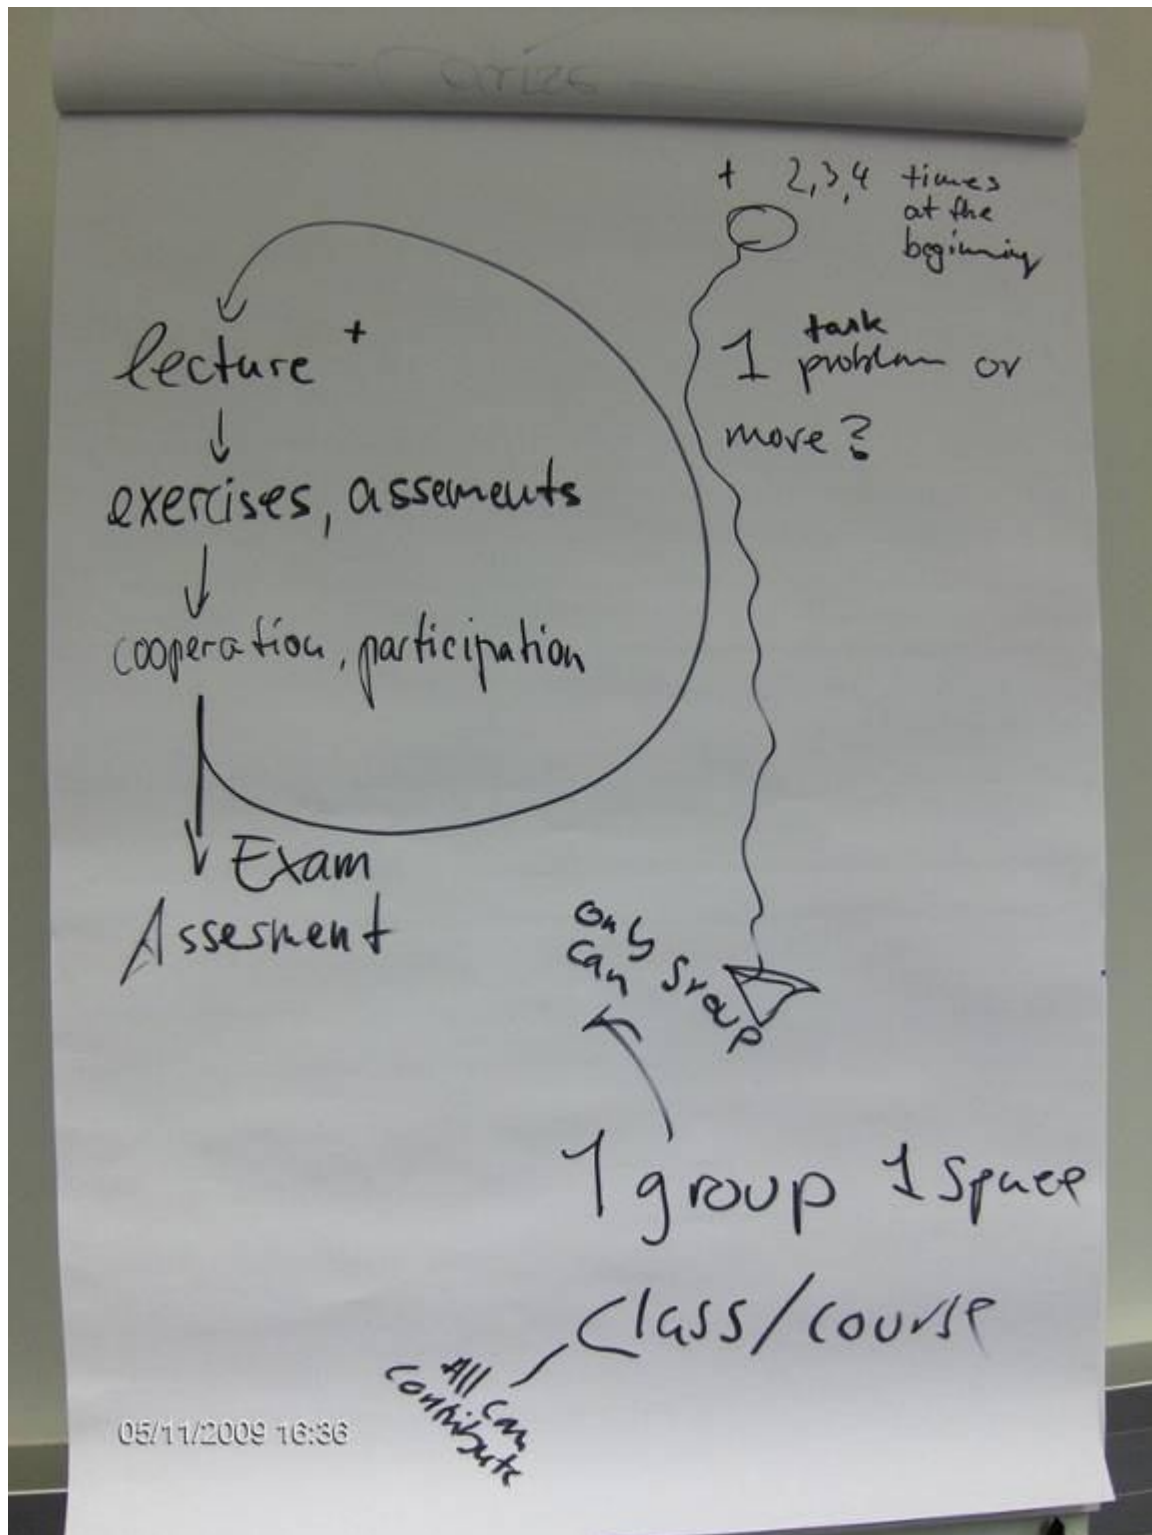 + 2,3,4 times
at the
beginning
lecture +
task
1 problem or
more?
exercises, assements
cooperation, participation
Exam
Assesment
only group
can
1 group 1 space
Class/course
All can
contribute
05/11/2009 16:36